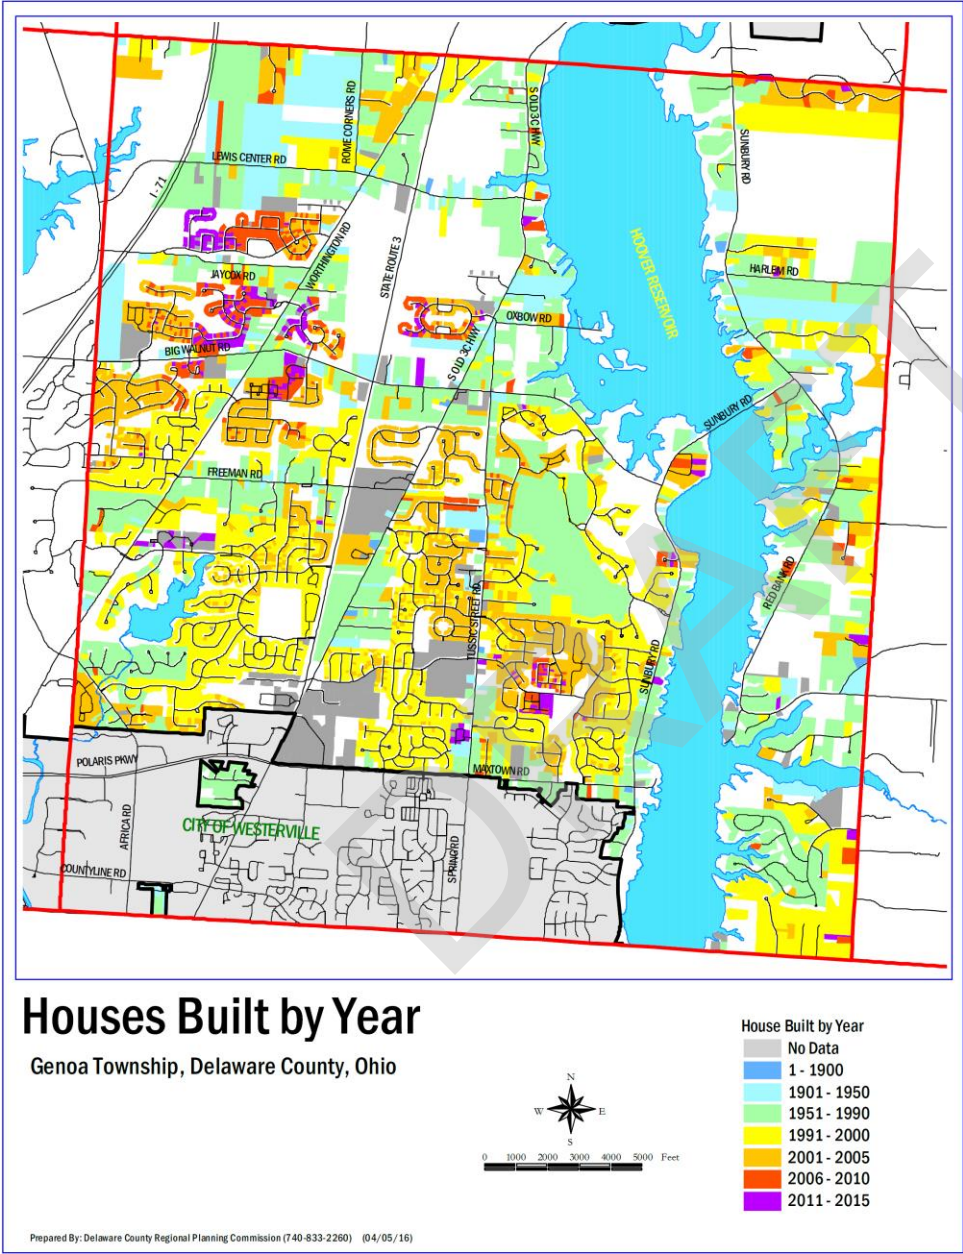 ROME CORNERS RD
S OLD 3C HWY
SUNBURY RD
LEWIS CENTER RD
I - 71
WORTHINGTON RD
STATE ROUTE 3
HOOVER RESERVOIR
HARLEM RD
JAYCOX RD
OXBOW RD
BIG WALNUT RD
S OLD 3C HWY
SUNBURY RD
FREEMAN RD
RED BANK RD
TUSSIC STREET RD
SUNBURY RD
POLARIS PKWY
MAXTOWN RD
AFRICA RD
CITY OF WESTERVILLE
SPRING RD
COUNTYLINE RD
DRAFT
Houses Built by Year
Genoa Township, Delaware County, Ohio
House Built by Year
No Data
1 - 1900
1901 - 1950
1951 - 1990
1991 - 2000
2001 - 2005
2006 - 2010
2011 - 2015
N
W E
S
0 1000 2000 3000 4000 5000 Feet
Prepared By: Delaware County Regional Planning Commission (740-833-2260) (04/05/16)